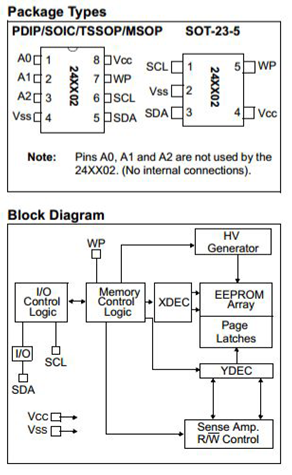 Package Types
PDIP/SOIC/TSSOP/MSOP SOT-23-5
A0 1 8 Vcc
A1 2 7 WP
A2 3 6 SCL
Vss 4 5 SDA
24XX02
SCL 1 5 WP
Vss 2
SDA 3 4 Vcc
24XX02
Note: Pins A0, A1 and A2 are not used by the
24XX02. (No internal connections).
Block Diagram
WP
HV
Generator
I/O
Control
Logic
Memory
Control
Logic
XDEC
EEPROM
Array
Page
Latches
I/O
SCL
SDA
YDEC
Vcc
Vss
Sense Amp.
R/W Control